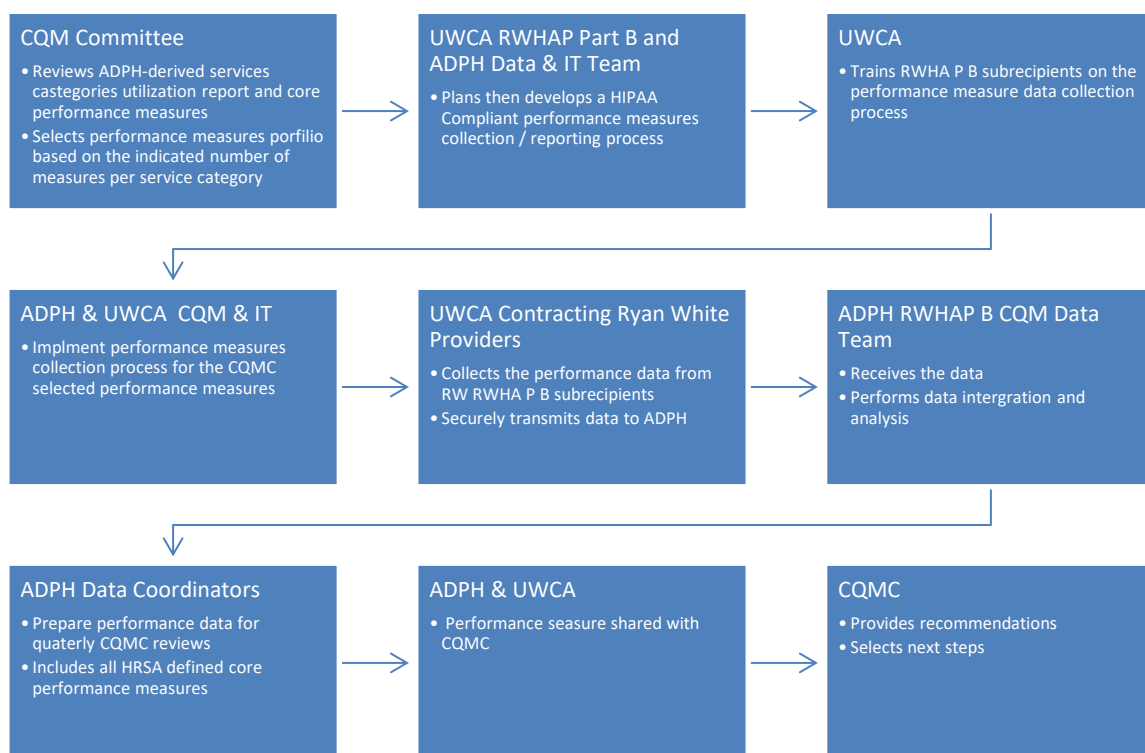 CQM Committee
• Reviews ADPH-derived services
castegories utilization report and core
performance measures
• Selects performance measures porfilio
based on the indicated number of
measures per service category
UWCA RWHAP Part B and
ADPH Data & IT Team
• Plans then develops a HIPAA
Compliant performance measures
collection / reporting process
UWCA
• Trains RWHA P B subrecipients on the
performance measure data collection
process
ADPH & UWCA CQM & IT
• Implment performance measures
collection process for the CQMC
selected performance measures
UWCA Contracting Ryan White
Providers
• Collects the performance data from
RW RWHA P B subrecipients
• Securely transmits data to ADPH
ADPH RWHAP B CQM Data
Team
• Receives the data
• Performs data intergration and
analysis
ADPH Data Coordinators
• Prepare performance data for
quaterly CQMC reviews
• Includes all HRSA defined core
performance measures
ADPH & UWCA
• Performance seasure shared with
CQMC
CQMC
• Provides recommendations
• Selects next steps